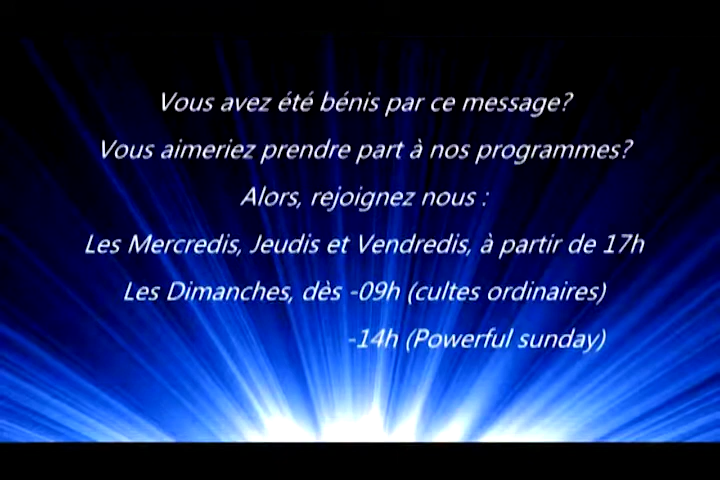 Vous avez été bénis par ce message?
Vous aimeriez prendre part à nos programmes?
Alors, rejoignez nous :
Les Mercredis, Jeudis et Vendredis, à partir de 17h
Les Dimanches, dès -09h (cultes ordinaires)
-14h (Powerful sunday)